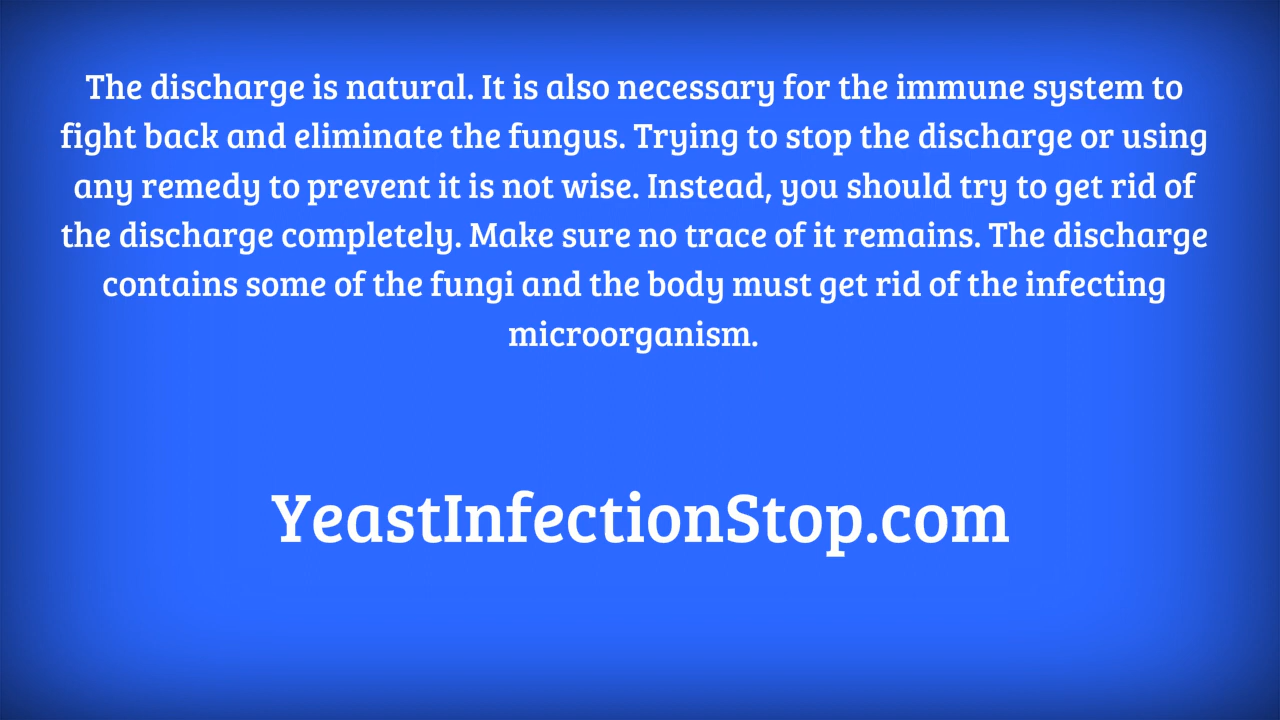 The discharge is natural. It is also necessary for the immune system to
fight back and eliminate the fungus. Trying to stop the discharge or using
any remedy to prevent it is not wise. Instead, you should try to get rid of
the discharge completely. Make sure no trace of it remains. The discharge
contains some of the fungi and the body must get rid of the infecting
microorganism.
YeastInfectionStop.com